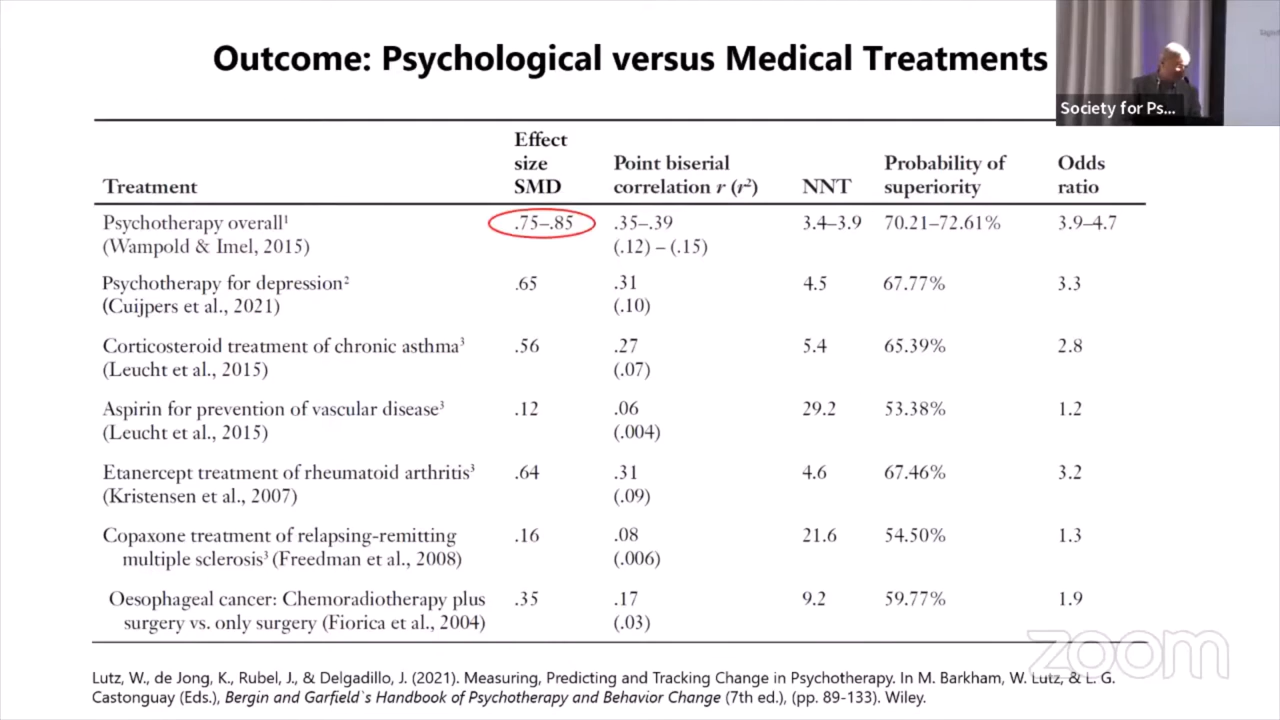 Outcome: Psychological versus Medical Treatments
Society for Ps...
Treatment Effect size SMD Point biserial correlation r (r²) NNT Probability of superiority Odds ratio
Psychotherapy overall¹ .75–.85 .35–.39 3.4–3.9 70.21–72.61% 3.9–4.7
(Wampold & Imel, 2015) (.12) – (.15)
Psychotherapy for depression² .65 .31 4.5 67.77% 3.3
(Cuijpers et al., 2021) (.10)
Corticosteroid treatment of chronic asthma³ .56 .27 5.4 65.39% 2.8
(Leucht et al., 2015) (.07)
Aspirin for prevention of vascular disease³ .12 .06 29.2 53.38% 1.2
(Leucht et al., 2015) (.004)
Etanercept treatment of rheumatoid arthritis³ .64 .31 4.6 67.46% 3.2
(Kristensen et al., 2007) (.09)
Copaxone treatment of relapsing-remitting .16 .08 21.6 54.50% 1.3
multiple sclerosis³ (Freedman et al., 2008) (.006)
Oesophageal cancer: Chemoradiotherapy plus .35 .17 9.2 59.77% 1.9
surgery vs. only surgery (Fiorica et al., 2004) (.03)
zoom
Lutz, W., de Jong, K., Rubel, J., & Delgadillo, J. (2021). Measuring, Predicting and Tracking Change in Psychotherapy. In M. Barkham, W. Lutz, & L. G.
Castonguay (Eds.), Bergin and Garfield`s Handbook of Psychotherapy and Behavior Change (7th ed.), (pp. 89-133). Wiley.